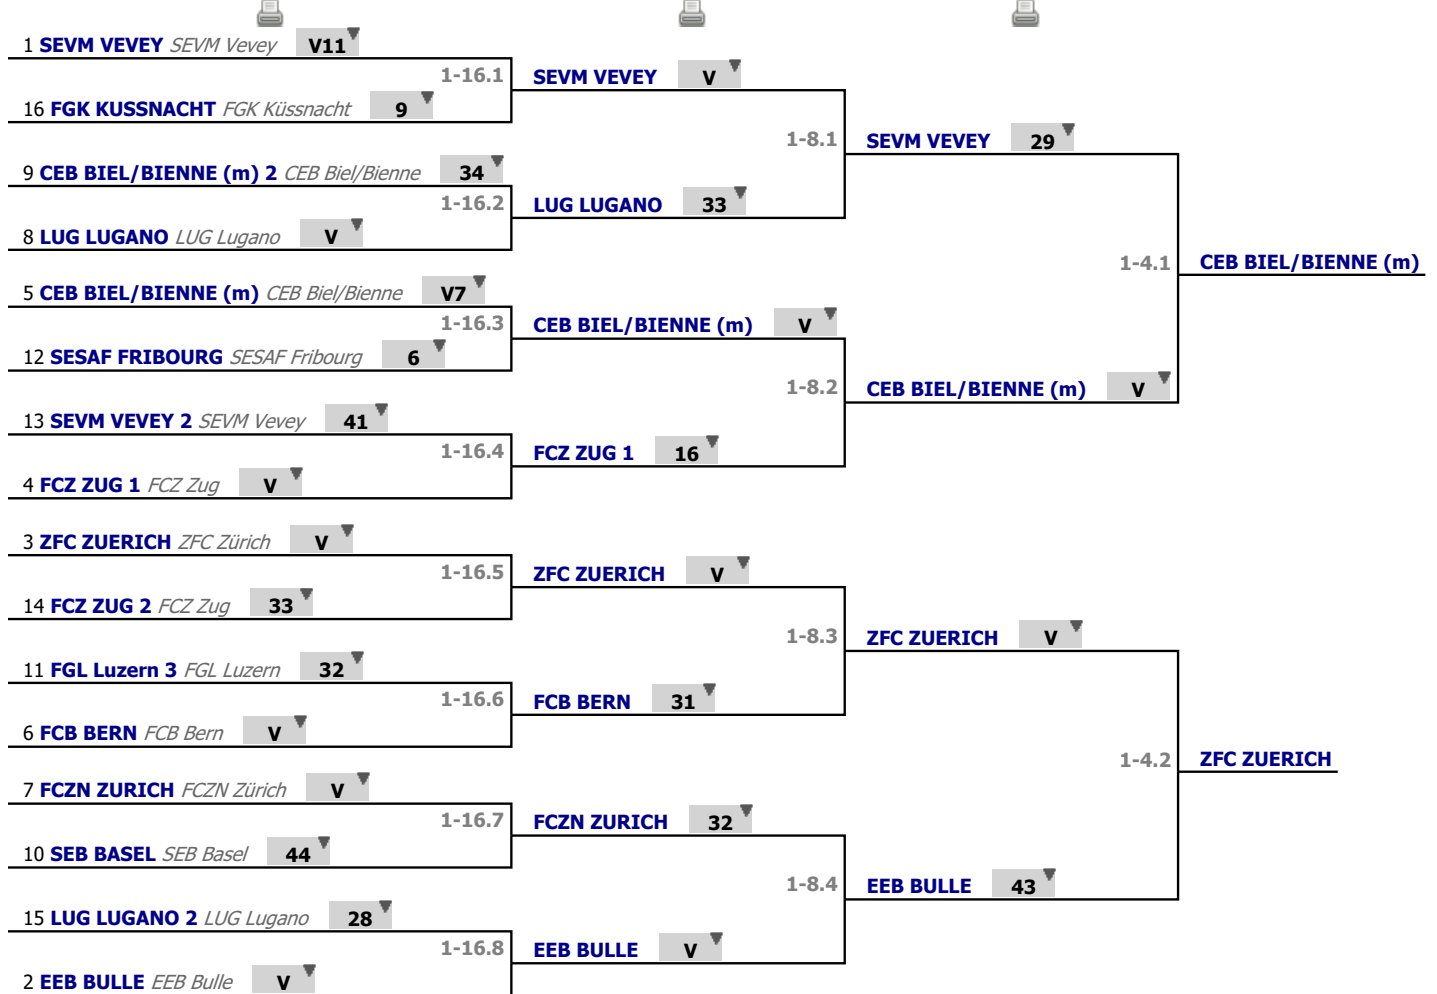 1 SEVM VEVEY SEVM Vevey V11
1-16.1
16 FGK KUSSNACHT FGK Küssnacht 9
9 CEB BIEL/BIENNE (m) 2 CEB Biel/Bienne 34
1-16.2
8 LUG LUGANO LUG Lugano V
5 CEB BIEL/BIENNE (m) CEB Biel/Bienne V7
1-16.3
12 SESAF FRIBOURG SESAF Fribourg 6
13 SEVM VEVEY 2 SEVM Vevey 41
1-16.4
4 FCZ ZUG 1 FCZ Zug V
3 ZFC ZUERICH ZFC Zürich V
1-16.5
14 FCZ ZUG 2 FCZ Zug 33
11 FGL Luzern 3 FGL Luzern 32
1-16.6
6 FCB BERN FCB Bern V
7 FCZN ZURICH FCZN Zürich V
1-16.7
10 SEB BASEL SEB Basel 44
15 LUG LUGANO 2 LUG Lugano 28
1-16.8
2 EEB BULLE EEB Bulle V
SEVM VEVEY V
1-8.1
LUG LUGANO 33
CEB BIEL/BIENNE (m) V
1-8.2
FCZ ZUG 1 16
ZFC ZUERICH V
1-8.3
FCB BERN 31
FCZN ZURICH 32
1-8.4
EEB BULLE V
SEVM VEVEY 29
1-4.1
CEB BIEL/BIENNE (m) V
ZFC ZUERICH V
1-4.2
EEB BULLE 43
CEB BIEL/BIENNE (m)
ZFC ZUERICH